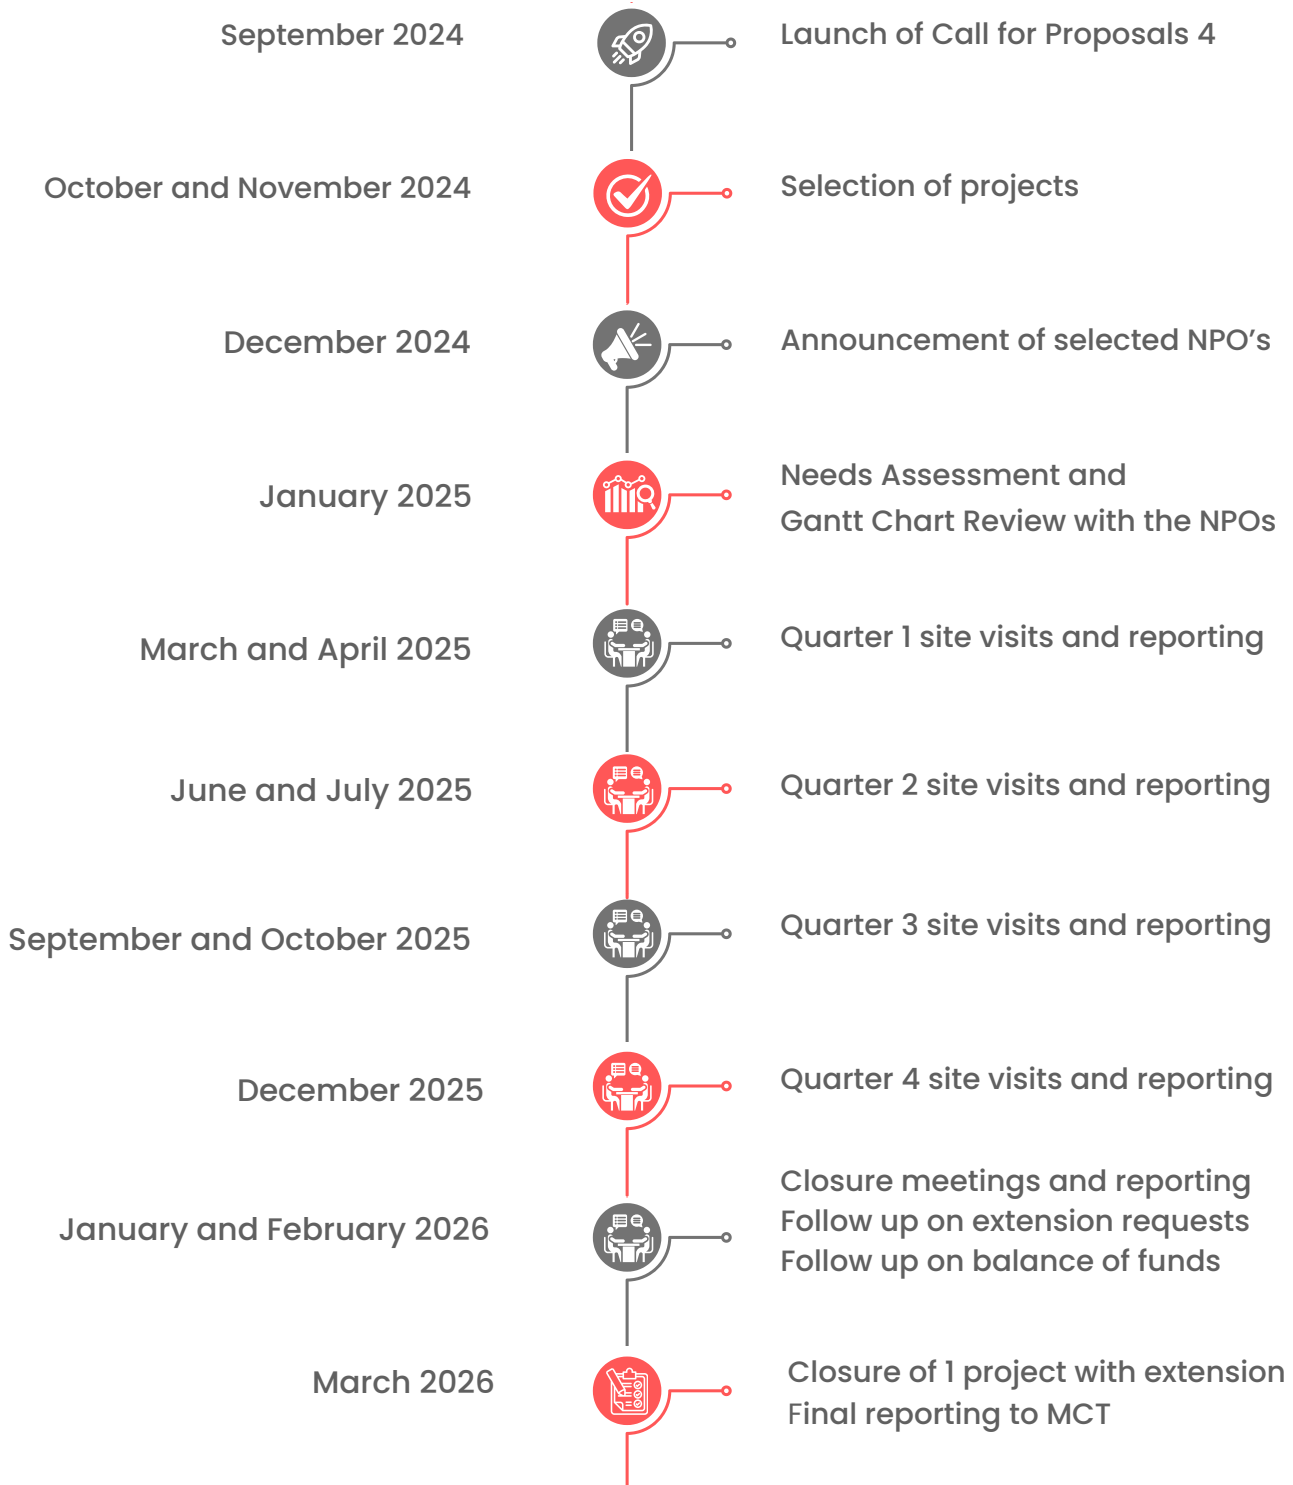 September 2024
Launch of Call for Proposals 4
October and November 2024
Selection of projects
December 2024
Announcement of selected NPO’s
January 2025
Needs Assessment and
Gantt Chart Review with the NPOs
March and April 2025
Quarter 1 site visits and reporting
June and July 2025
Quarter 2 site visits and reporting
September and October 2025
Quarter 3 site visits and reporting
December 2025
Quarter 4 site visits and reporting
January and February 2026
Closure meetings and reporting
Follow up on extension requests
Follow up on balance of funds
March 2026
Closure of 1 project with extension
Final reporting to MCT